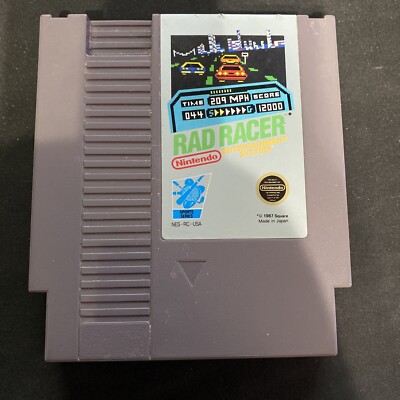 TIME 209 MPH SCORE
044 S G 12000
RAD RACER
Nintendo
NES-RC-USA
© 1987 Square
Made in Japan